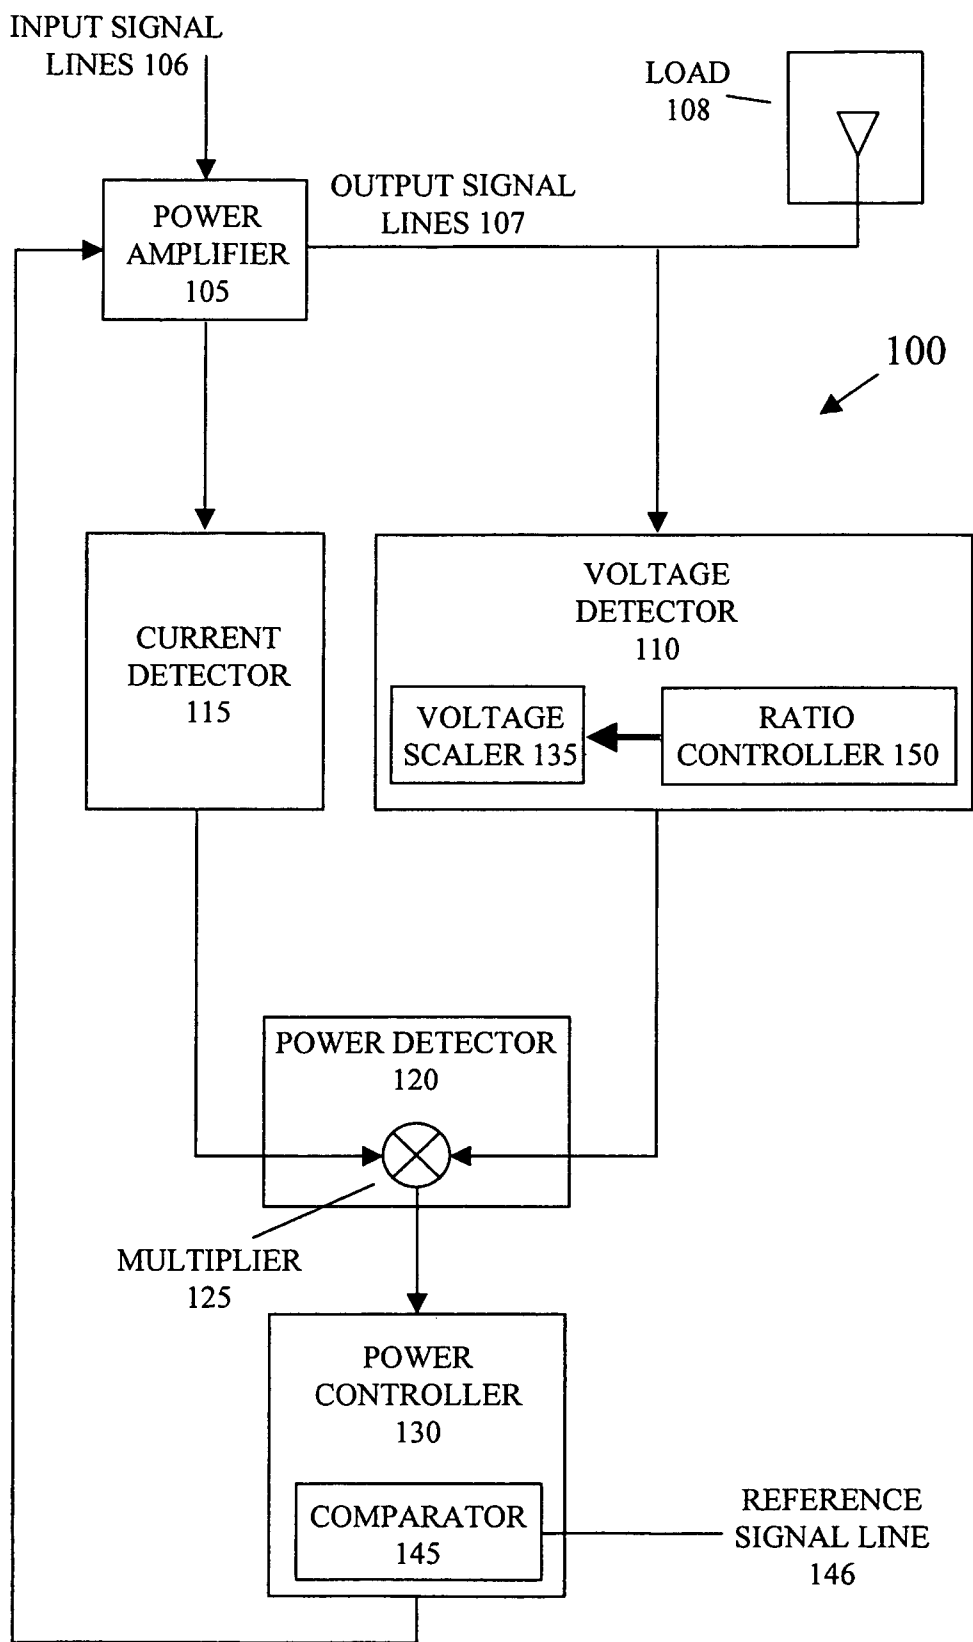 INPUT SIGNAL
LINES 106
LOAD
108
OUTPUT SIGNAL
LINES 107
POWER
AMPLIFIER
105
100
VOLTAGE
DETECTOR
110
CURRENT
DETECTOR
115
VOLTAGE
SCALER 135
RATIO
CONTROLLER 150
POWER DETECTOR
120
MULTIPLIER
125
POWER
CONTROLLER
130
COMPARATOR
145
REFERENCE
SIGNAL LINE
146